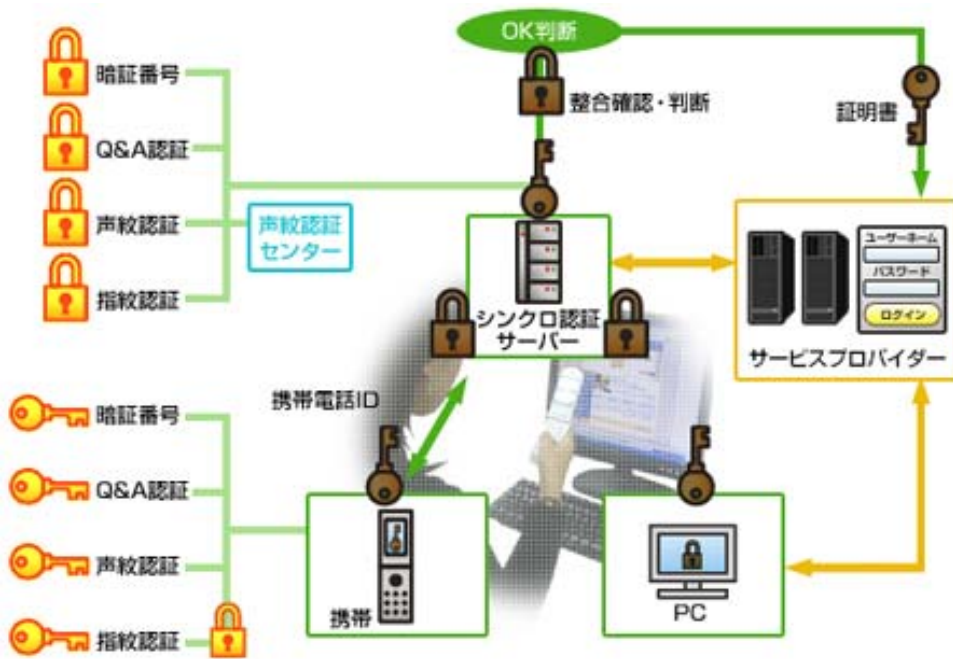 OK判断
整合確認・判断
証明書
暗証番号
Q&A認証
声紋認証
指紋認証
声紋認証
センター
シンクロ認証
サーバー
ユーザーネーム
パスワード
ログイン
サービスプロバイダー
携帯電話ID
暗証番号
Q&A認証
声紋認証
指紋認証
携帯
PC